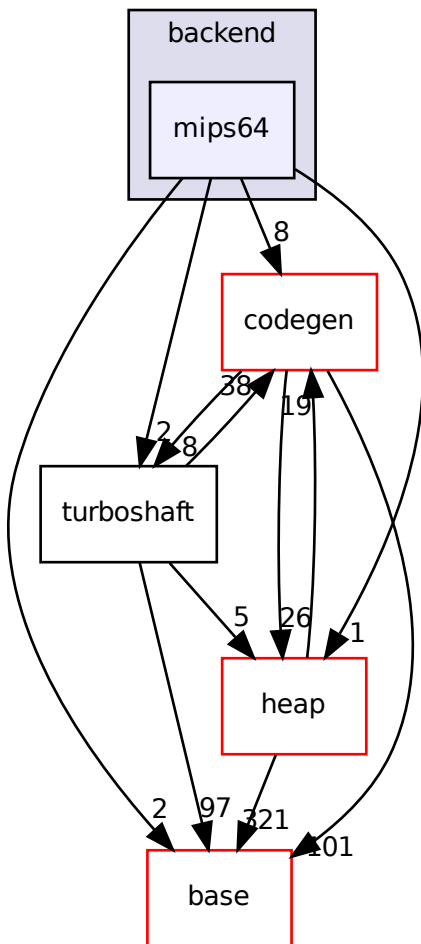 backend
mips64
8
codegen
38
19
2
8
turboshaft
5
26
1
heap
2
97
321
101
base